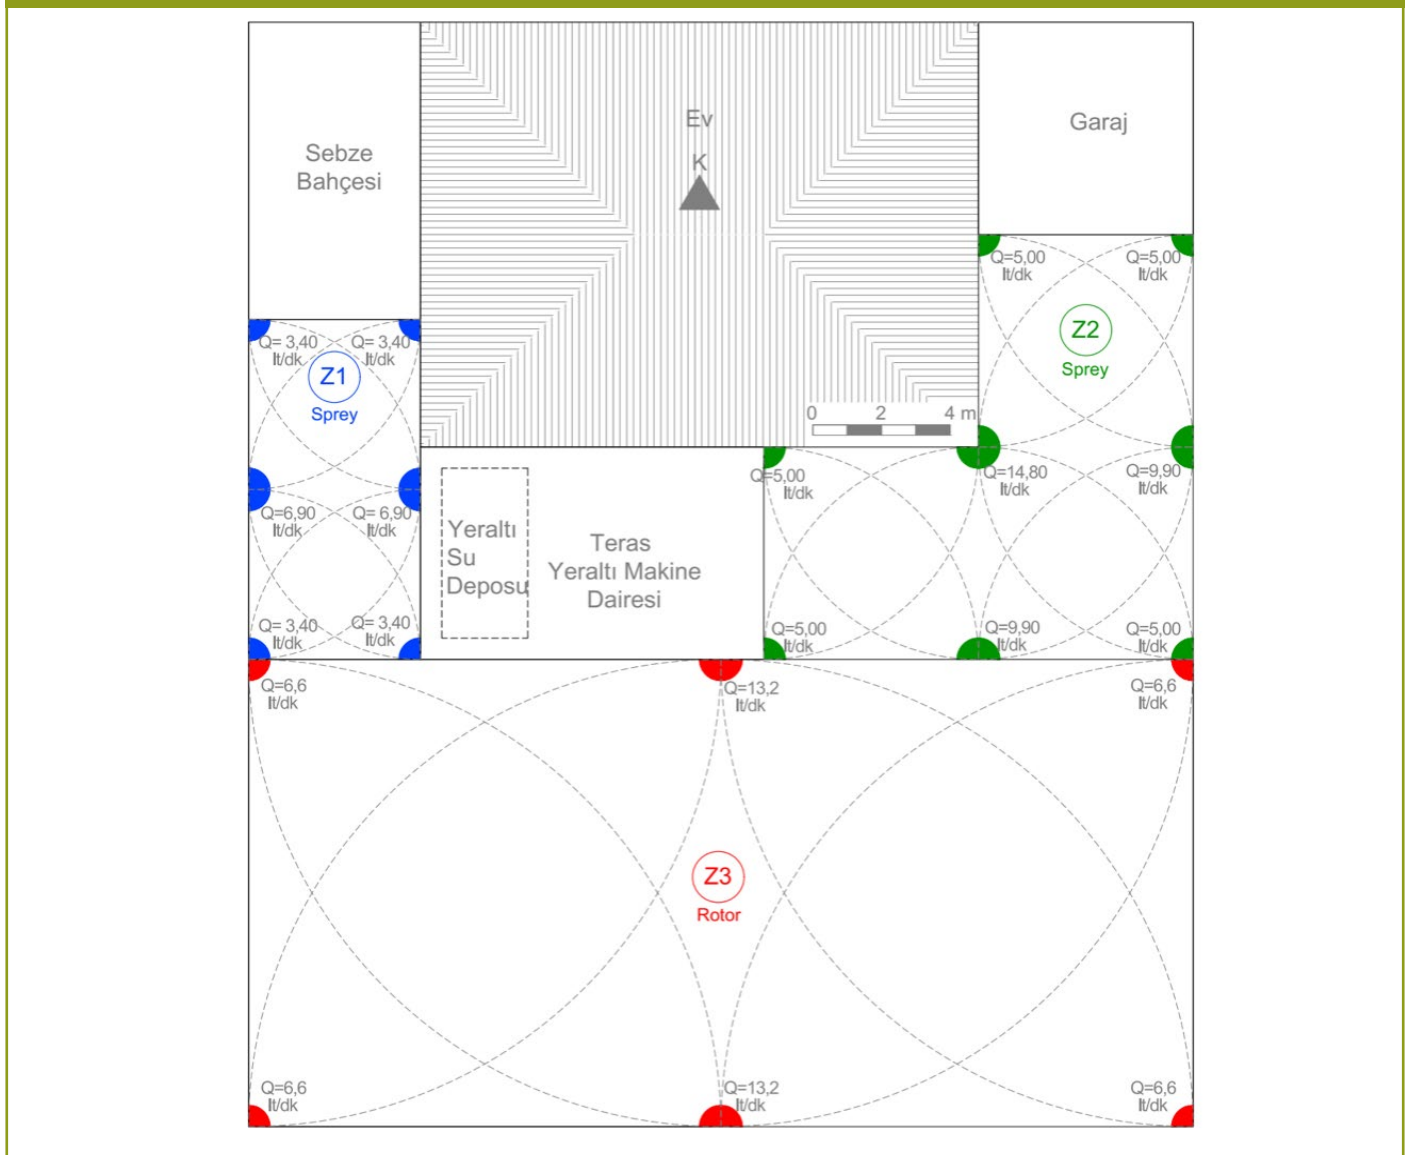 Ev
K
Garaj
Sebze
Bahçesi
Q=5,00
lt/dk
Q=5,00
lt/dk
Z2
Sprey
Q= 3,40
lt/dk
Q= 3,40
lt/dk
Z1
Sprey
0 2 4 m
Q=5,00
lt/dk
Q=14,80
lt/dk
Q=9,90
lt/dk
Q=6,90
lt/dk
Q= 6,90
lt/dk
Yeraltı
Su
Deposu
Teras
Yeraltı Makine
Dairesi
Q= 3,40
lt/dk
Q= 3,40
lt/dk
Q=5,00
lt/dk
Q=9,90
lt/dk
Q=5,00
lt/dk
Q=6,6
lt/dk
Q=13,2
lt/dk
Q=6,6
lt/dk
Z3
Rotor
Q=6,6
lt/dk
Q=13,2
lt/dk
Q=6,6
lt/dk